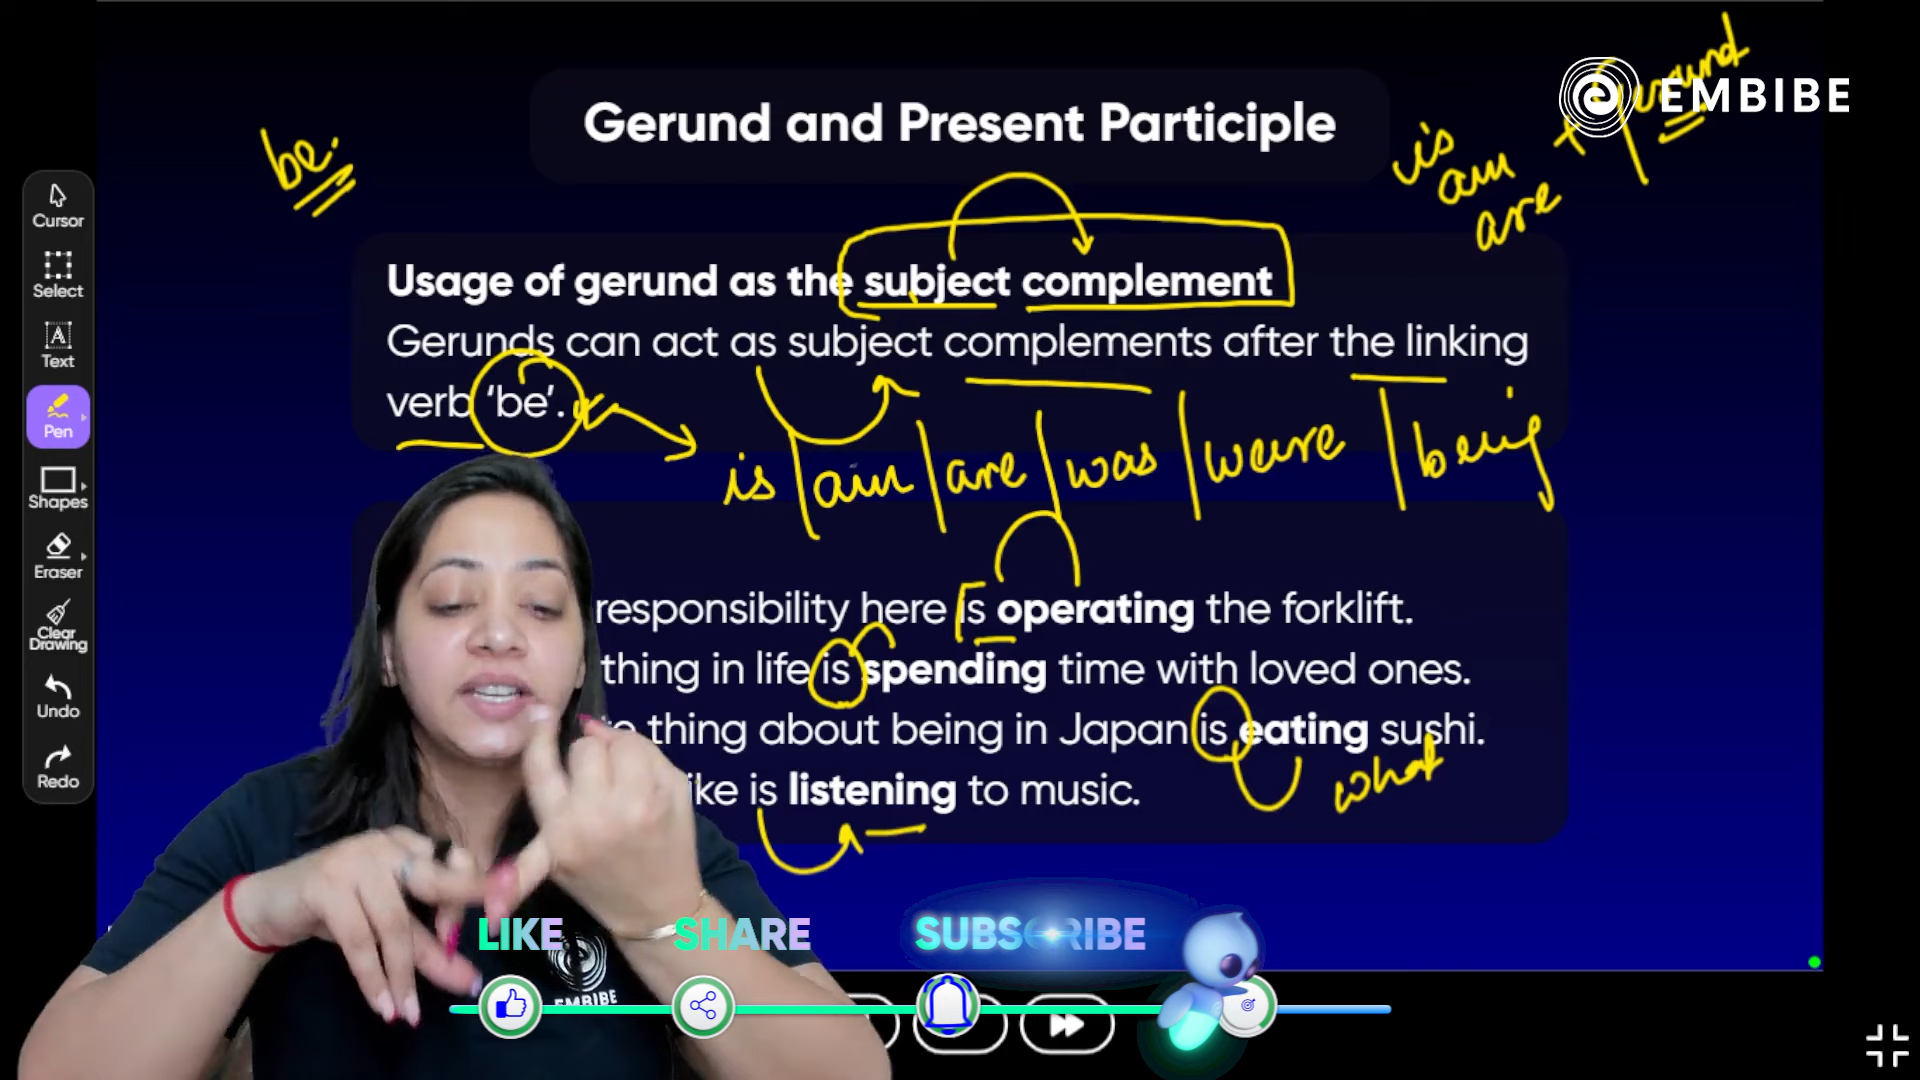 Gerund and Present Participle
EMBIBE
be.
is
am
are
+ gerund
Usage of gerund as the subject complement
Gerunds can act as subject complements after the linking
verb ‘be’.
is | am | are | was | were | being
responsibility here is operating the forklift.
thing in life is spending time with loved ones.
thing about being in Japan is eating sushi.
what
is listening to music.
Cursor
Select
Text
Pen
Shapes
Eraser
Clear
Drawing
Undo
Redo
LIKE
SHARE
SUBSCRIBE
EMBIBE